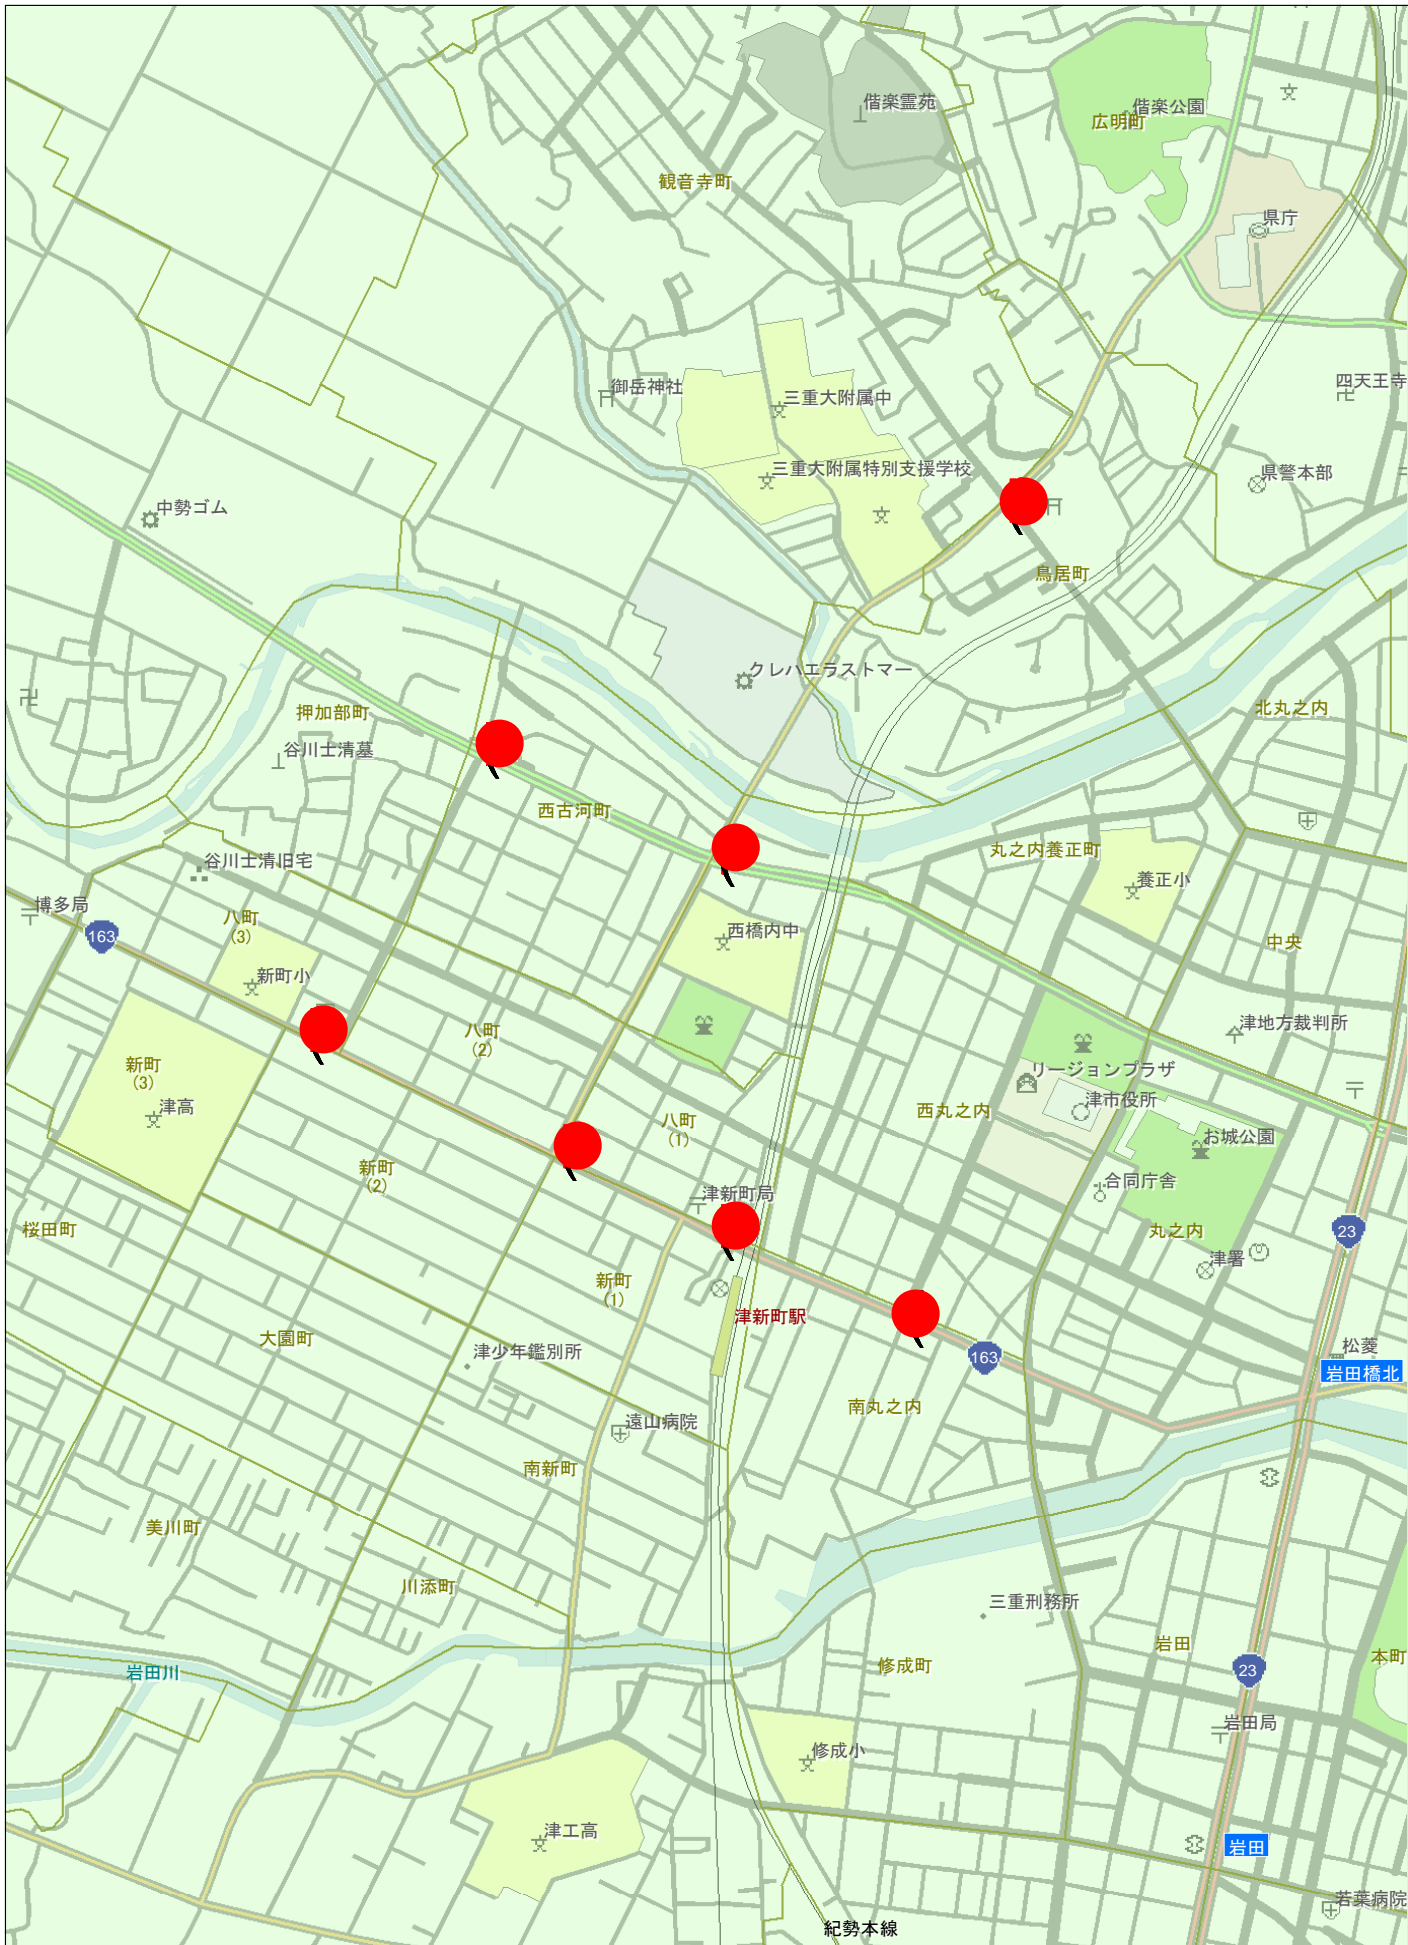 偕楽霊苑
偕楽公園
広明町
観音寺町
県庁
御岳神社
三重大附属中
四天王寺
三重大附属特別支援学校
県警本部
中勢ゴム
鳥居町
クレハエラストマー
押加部町
北丸之内
谷川士清墓
西古河町
丸之内養正町
谷川士清旧宅
養正小
博多局
八町
(3)
163
西橋内中
中央
新町小
八町
(2)
津地方裁判所
新町
(3)
リージョンプラザ
津高
西丸之内
津市役所
八町
(1)
お城公園
新町
(2)
合同庁舎
津新町局
桜田町
丸之内
23
津署
新町
(1)
津新町駅
大園町
津少年鑑別所
163
松菱
岩田橋北
南丸之内
遠山病院
南新町
美川町
川添町
三重刑務所
岩田川
修成町
岩田
本町
23
岩田局
修成小
津工高
岩田
若葉病院
紀勢本線